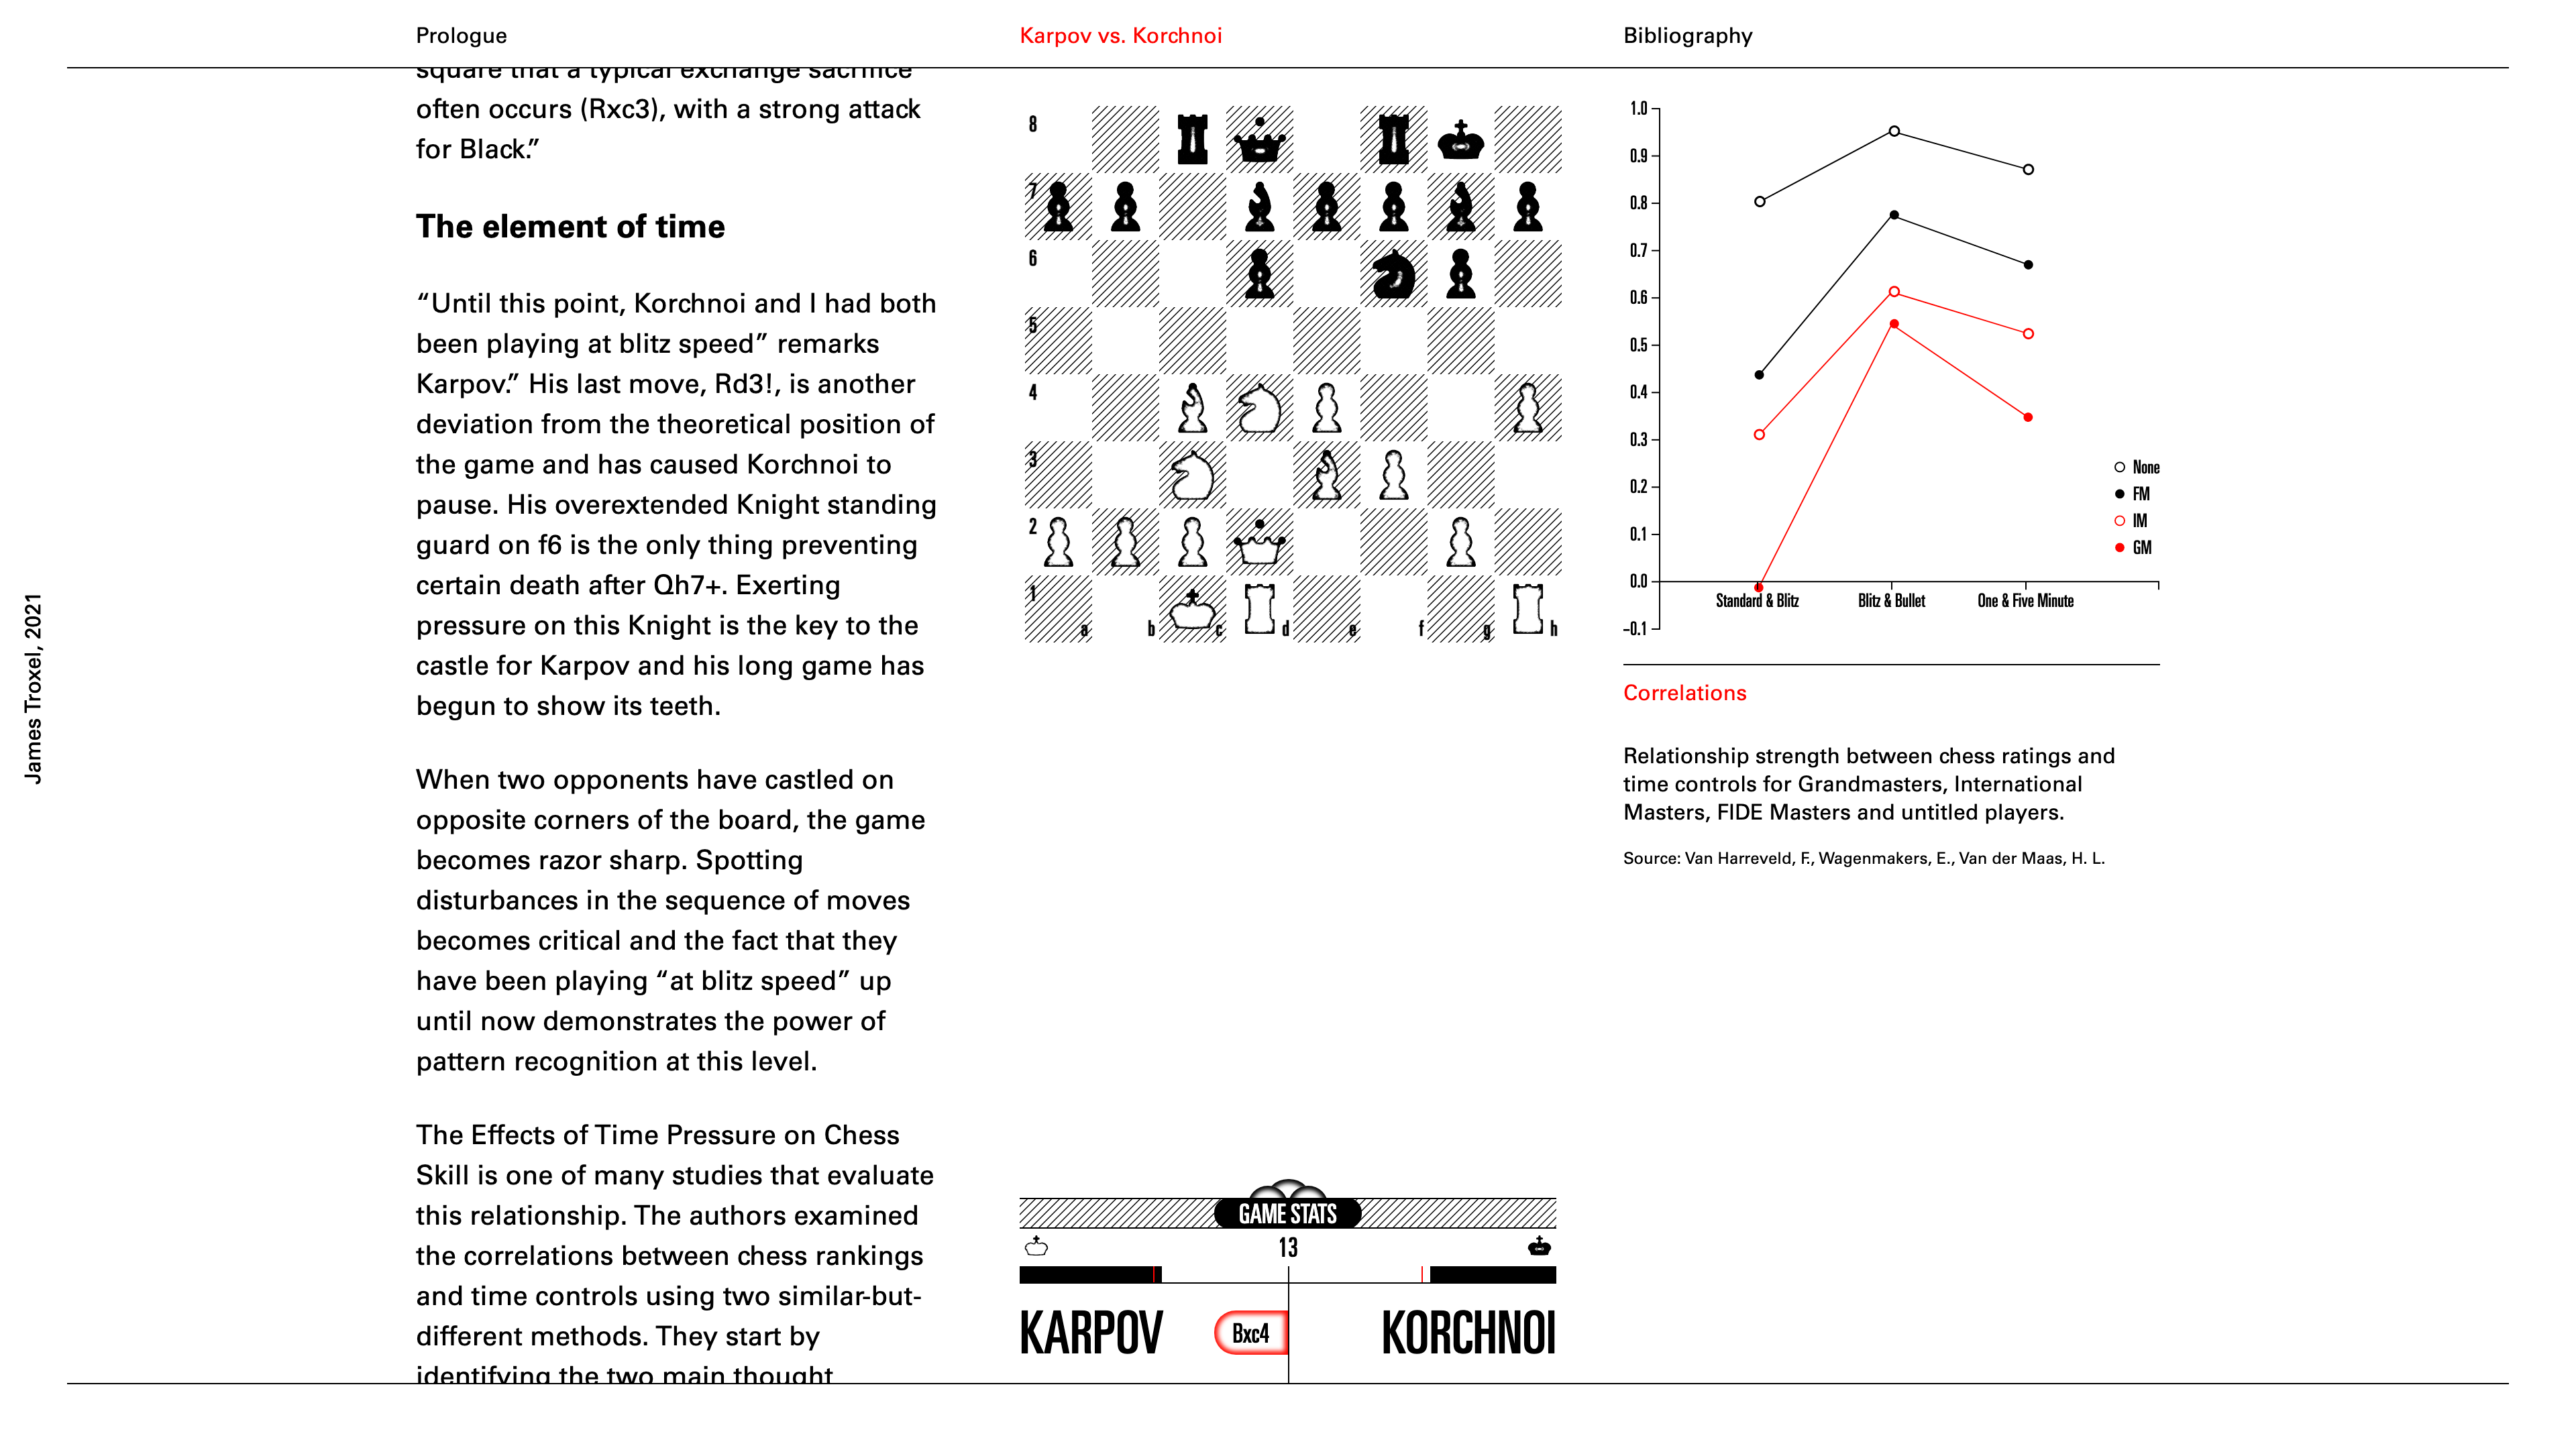 Prologue
Karpov vs. Korchnoi
Bibliography
square that a typical exchange sacrifice
often occurs (Rxc3), with a strong attack
for Black.”
The element of time
“Until this point, Korchnoi and I had both
been playing at blitz speed” remarks
Karpov.” His last move, Rd3!, is another
deviation from the theoretical position of
the game and has caused Korchnoi to
pause. His overextended Knight standing
guard on f6 is the only thing preventing
certain death after Qh7+. Exerting
pressure on this Knight is the key to the
castle for Karpov and his long game has
begun to show its teeth.
When two opponents have castled on
opposite corners of the board, the game
becomes razor sharp. Spotting
disturbances in the sequence of moves
becomes critical and the fact that they
have been playing “at blitz speed” up
until now demonstrates the power of
pattern recognition at this level.
The Effects of Time Pressure on Chess
Skill is one of many studies that evaluate
this relationship. The authors examined
the correlations between chess rankings
and time controls using two similar-but-
different methods. They start by
identifying the two main thought
8
7
6
5
4
3
2
1
a b c d e f g h
GAME STATS
13
KARPOV
Bxc4
KORCHNOI
1.0
0.9
0.8
0.7
0.6
0.5
0.4
0.3
0.2
0.1
0.0
–0.1
None
FM
IM
GM
Standard & Blitz
Blitz & Bullet
One & Five Minute
Correlations
Relationship strength between chess ratings and
time controls for Grandmasters, International
Masters, FIDE Masters and untitled players.
Source: Van Harreveld, F., Wagenmakers, E., Van der Maas, H. L.
James Troxel, 2021